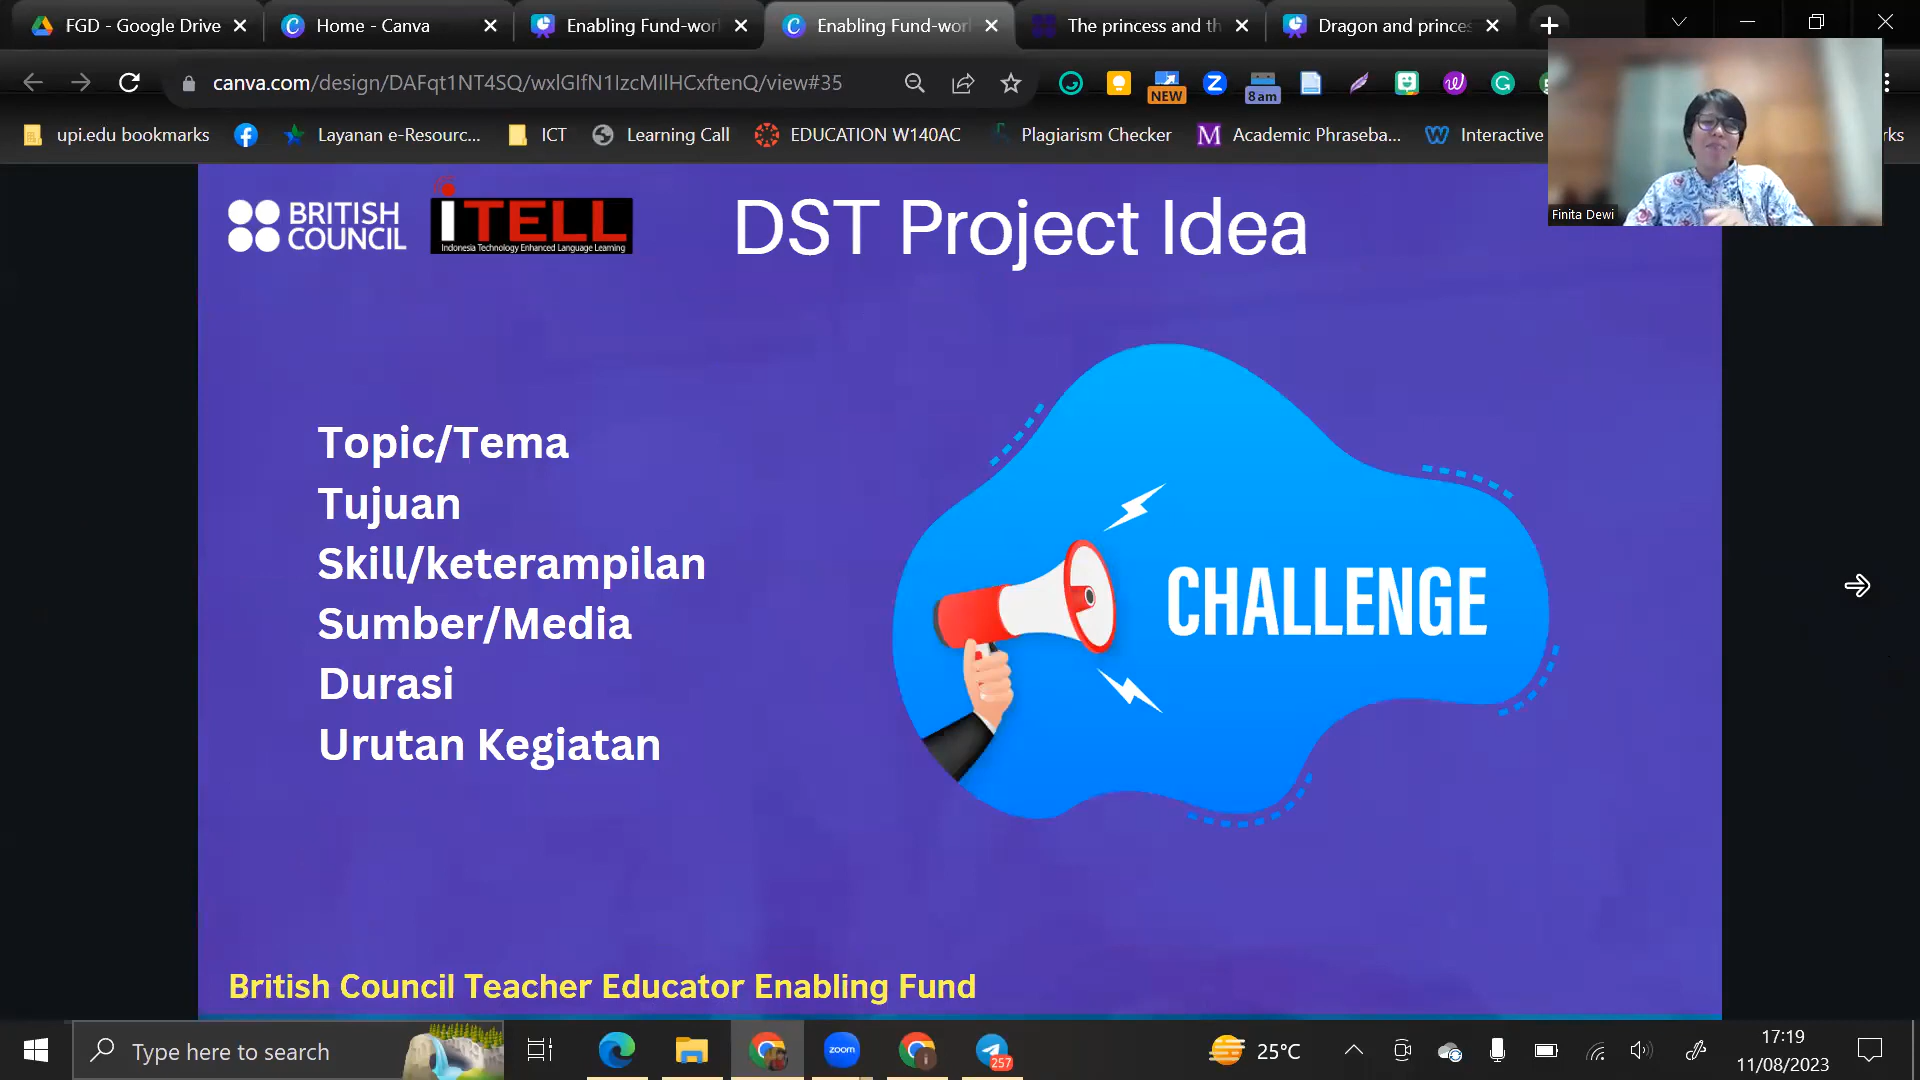 FGD - Google Drive
Home - Canva
Enabling Fund-wor
Enabling Fund-wor
The princess and th
Dragon and princes
canva.com/design/DAFqt1NT4SQ/wxlGIfN1IzcMIlHCxftenQ/view#35
NEW
8am
upi.edu bookmarks
Layanan e-Resourc...
ICT
Learning Call
EDUCATION W140AC
Plagiarism Checker
Academic Phraseba...
Interactive
rks
Finita Dewi
BRITISH
COUNCIL
iTELL
Indonesia Technology Enhanced Language Learning
DST Project Idea
Topic/Tema
Tujuan
Skill/keterampilan
Sumber/Media
Durasi
Urutan Kegiatan
CHALLENGE
British Council Teacher Educator Enabling Fund
Type here to search
zoom
257
25°C
17:19
11/08/2023